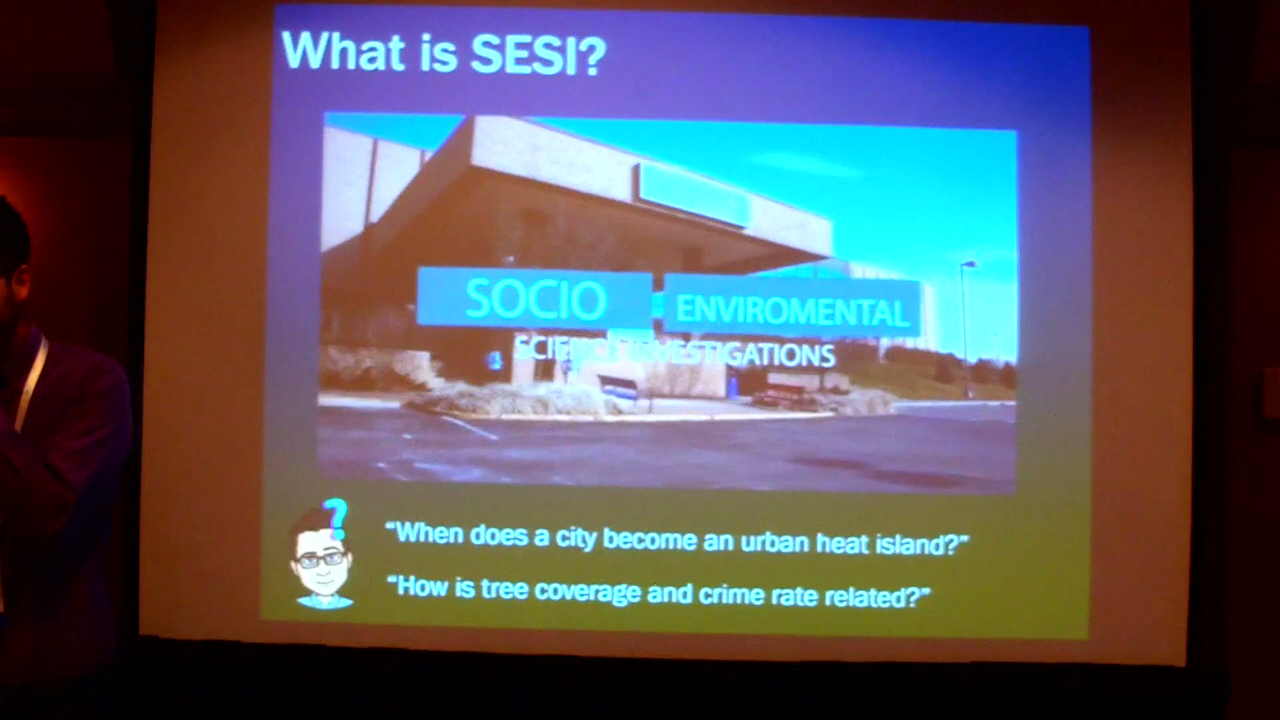 What is SESI?
SOCIO ENVIROMENTAL
SCIENCE INVESTIGATIONS
?
“When does a city become an urban heat island?”
“How is tree coverage and crime rate related?”